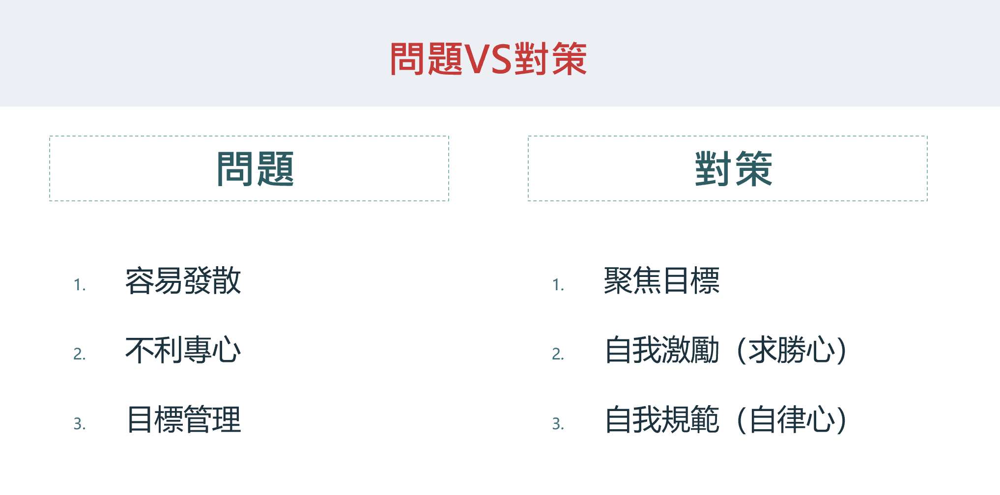 問題VS對策
問題
1. 容易發散
2. 不利專心
3. 目標管理
對策
1. 聚焦目標
2. 自我激勵（求勝心）
3. 自我規範（自律心）